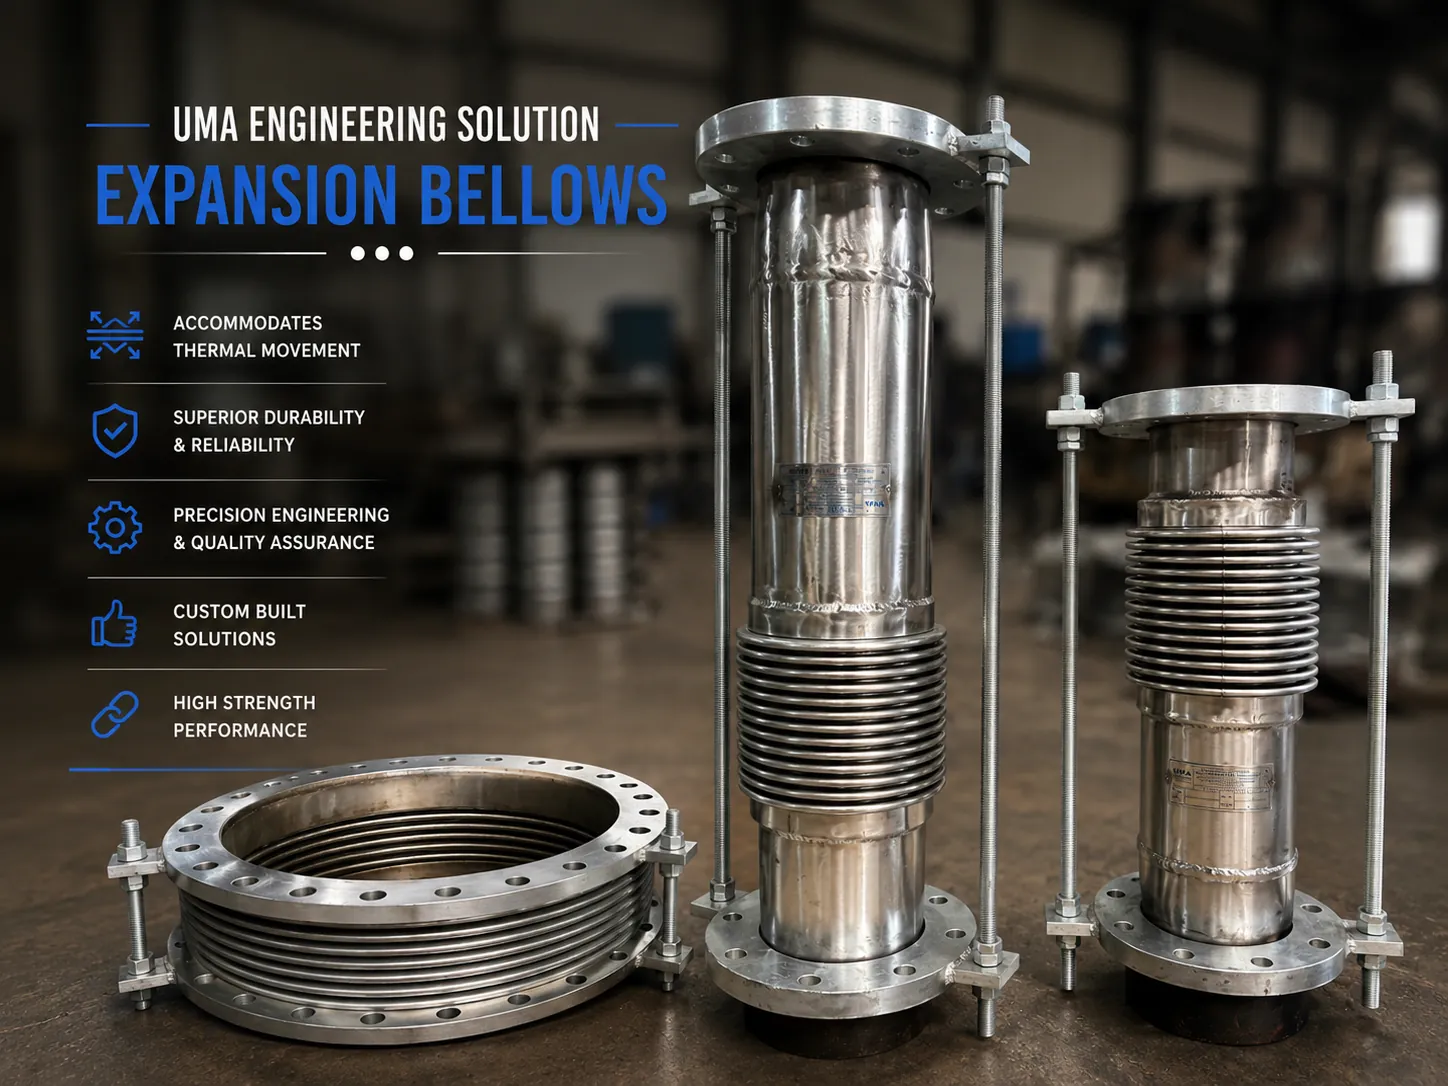 UMA ENGINEERING SOLUTION
EXPANSION BELLOWS
ACCOMMODATES
THERMAL MOVEMENT
SUPERIOR DURABILITY
& RELIABILITY
PRECISION ENGINEERING
& QUALITY ASSURANCE
CUSTOM BUILT
SOLUTIONS
HIGH STRENGTH
PERFORMANCE